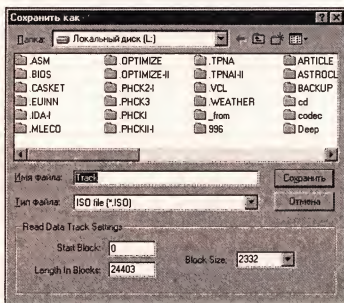 Сохранить как
Папка: Локальный диск (L:)
.ASM .OPTIMIZE .TPNA ARTICLE
.BIOS .OPTIMIZE-II .TPNAI-II ASTROCL
.CASKET .PHCK2-I .VCL BACKUP
.EUINN .PHCK3 .WEATHER cd
.IDA-I .PHCKI _from codec
.MLECO .PHCKII-I 996 Deep
Имя файла: Track Сохранить
Тип файла: ISO file (*.ISO) Отмена
Read Data Track Settings
Start Block: 0
Block Size: 2332
Length In Blocks: 24403